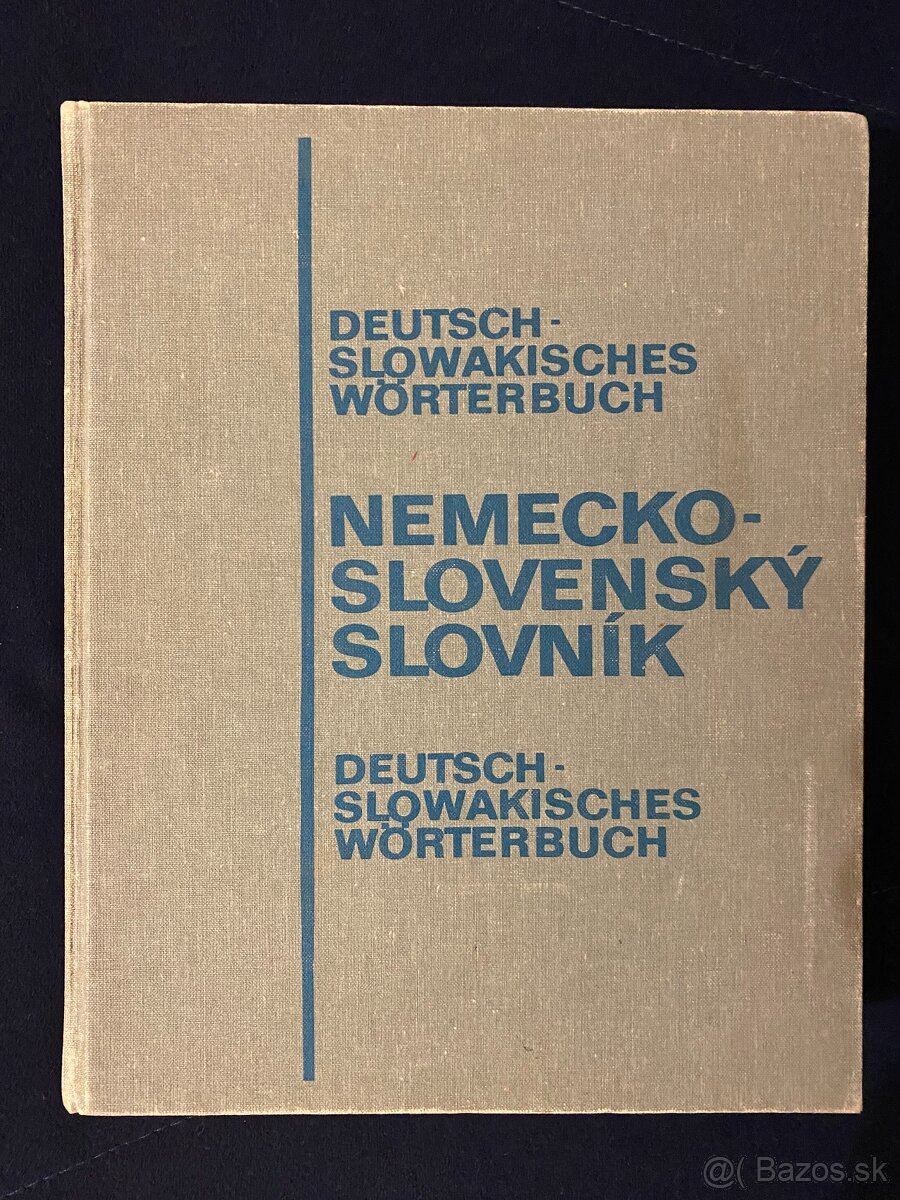 DEUTSCH-
SLOWAKISCHES
WÖRTERBUCH
NEMECKO-
SLOVENSKÝ
SLOVNÍK
DEUTSCH-
SLOWAKISCHES
WÖRTERBUCH
@( Bazos.sk